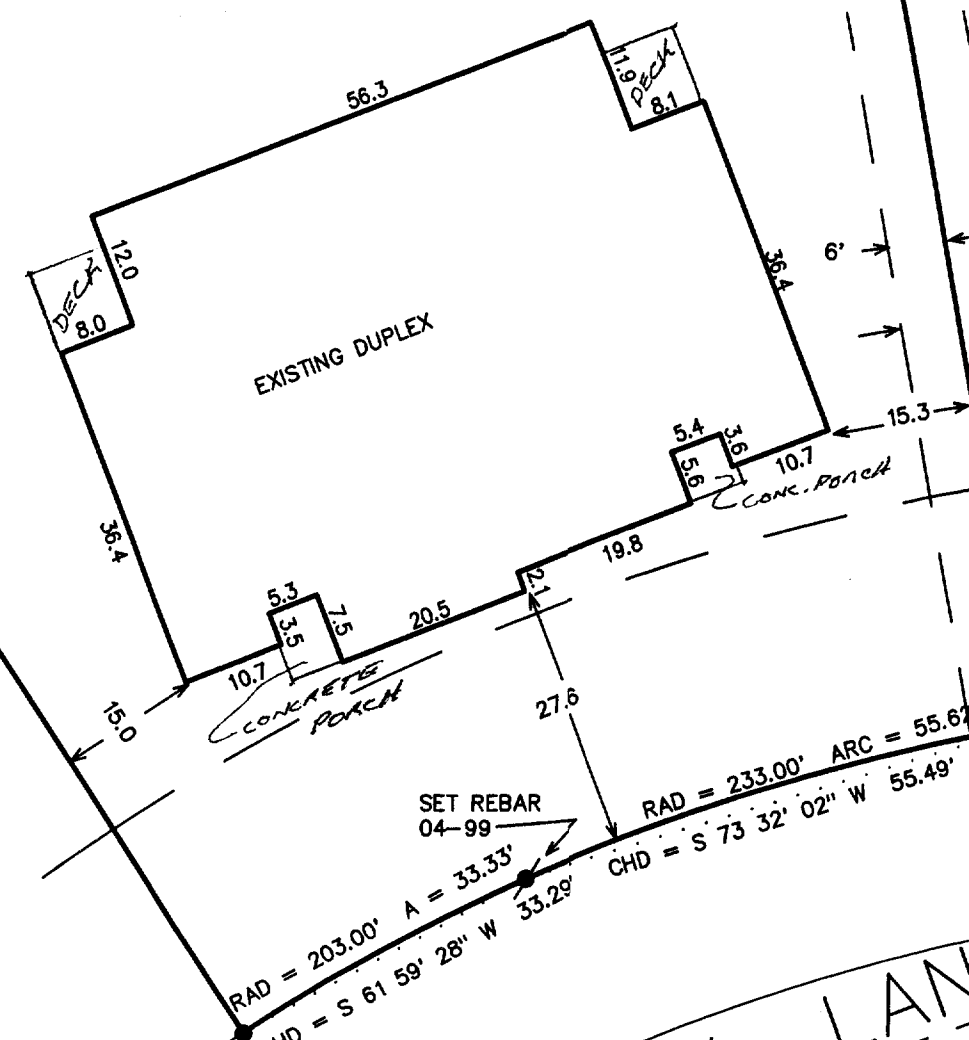 56.3
11.9
DECK
8.1
12.0
DECK
8.0
6'
36.4
EXISTING DUPLEX
15.3
5.4
3.6
5.6
10.7
CONC. PORCH
36.4
19.8
2.1
5.3
7.5
3.5
20.5
10.7
CONCRETE
PORCH
15.0
27.6
SET REBAR
04-99
RAD = 233.00' ARC = 55.62
CHD = S 73 32' 02" W 55.49'
RAD = 203.00' A = 33.33'
HD = S 61 59' 28" W 33.29'
LAN